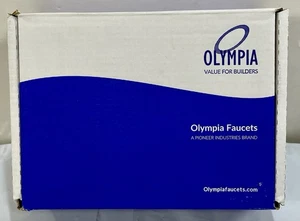 OLYMPIA
VALUE FOR BUILDERS
Olympia Faucets
A PIONEER INDUSTRIES BRAND
Olympiafaucets.com